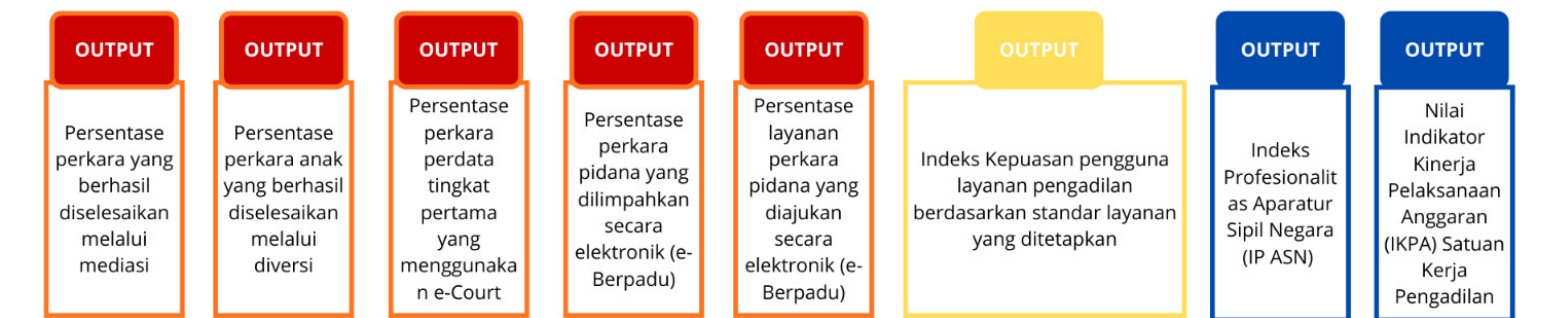 OUTPUT
Persentase
perkara yang
berhasil
diselesaikan
melalui
mediasi
OUTPUT
Persentase
perkara anak
yang berhasil
diselesaikan
melalui
diversi
OUTPUT
Persentase
perkara
perdata
tingkat
pertama
yang
menggunaka
n e-Court
OUTPUT
Persentase
perkara
pidana yang
dilimpahkan
secara
elektronik (e-
Berpadu)
OUTPUT
Persentase
layanan
perkara
pidana yang
diajukan
secara
elektronik (e-
Berpadu)
OUTPUT
Indeks Kepuasan pengguna
layanan pengadilan
berdasarkan standar layanan
yang ditetapkan
OUTPUT
Indeks
Profesionalit
as Aparatur
Sipil Negara
(IP ASN)
OUTPUT
Nilai
Indikator
Kinerja
Pelaksanaan
Anggaran
(IKPA) Satuan
Kerja
Pengadilan